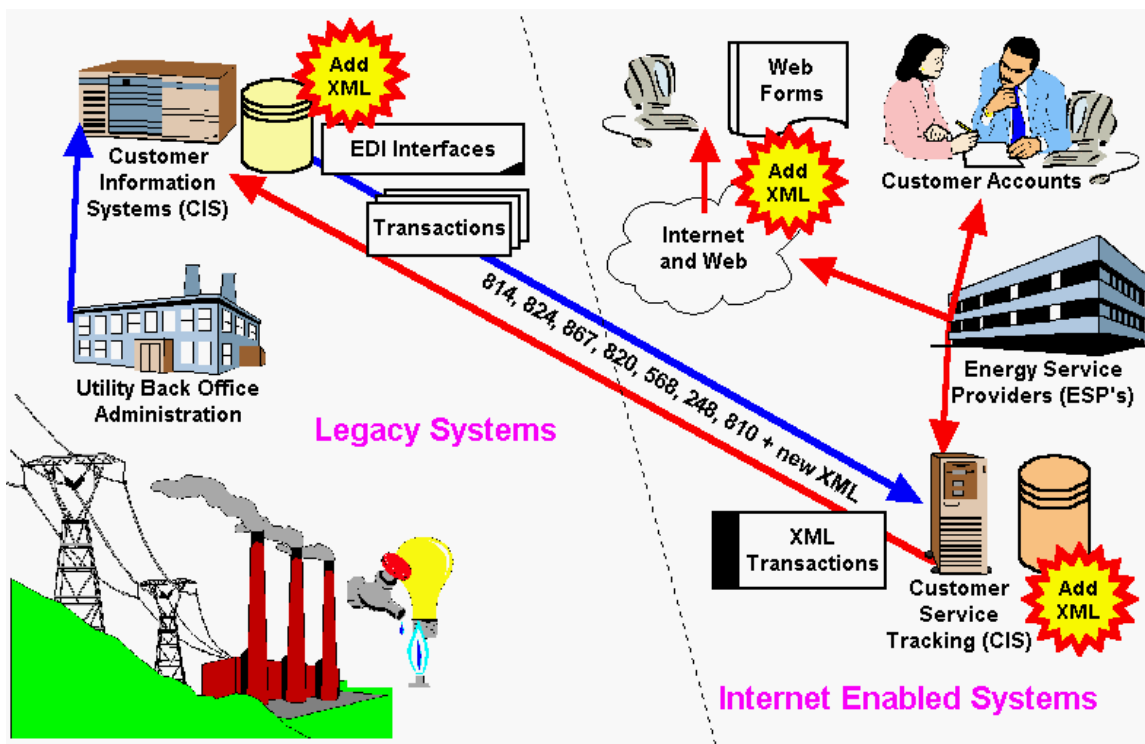 Add
XML
EDI Interfaces
Customer
Information
Systems (CIS)
Transactions
Utility Back Office
Administration
Legacy Systems
814, 824, 867, 820, 568, 248, 810 + new XML
Web
Forms
Add
XML
Internet
and Web
Customer Accounts
Energy Service
Providers (ESP's)
XML
Transactions
Customer
Service
Tracking (CIS)
Add
XML
Internet Enabled Systems